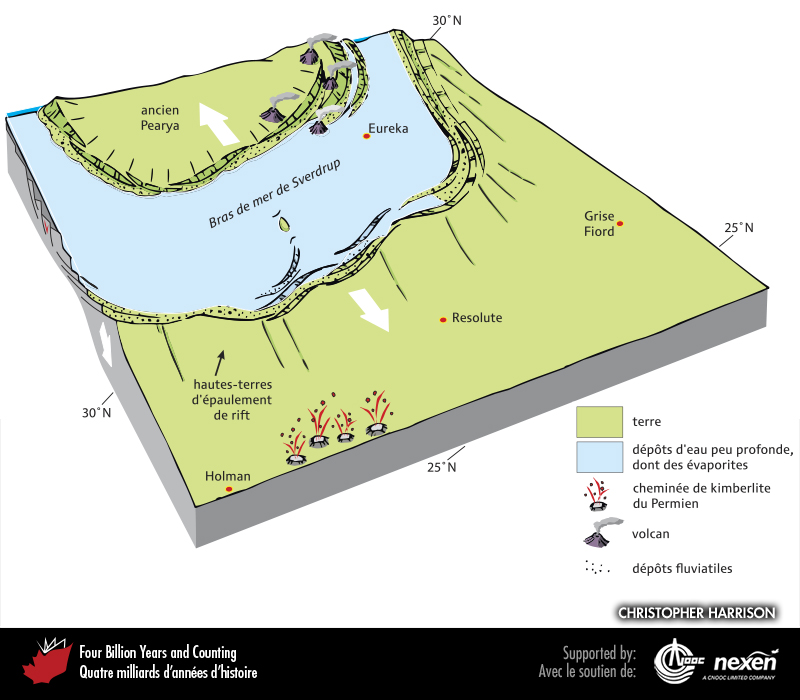 30˚N
ancien
Pearya
Eureka
Bras de mer de Sverdrup
Grise
Fiord
25˚N
Resolute
hautes-terres
d'épaulement
de rift
30˚N
25˚N
Holman
terre
dépôts d'eau peu profonde,
dont des évaporites
cheminée de kimberlite
du Permien
volcan
dépôts fluviatiles
CHRISTOPHER HARRISON
Four Billion Years and Counting
Quatre milliards d'années d'histoire
Supported by:
Avec le soutien de:
CNOOC
nexen
A CNOOC LIMITED COMPANY